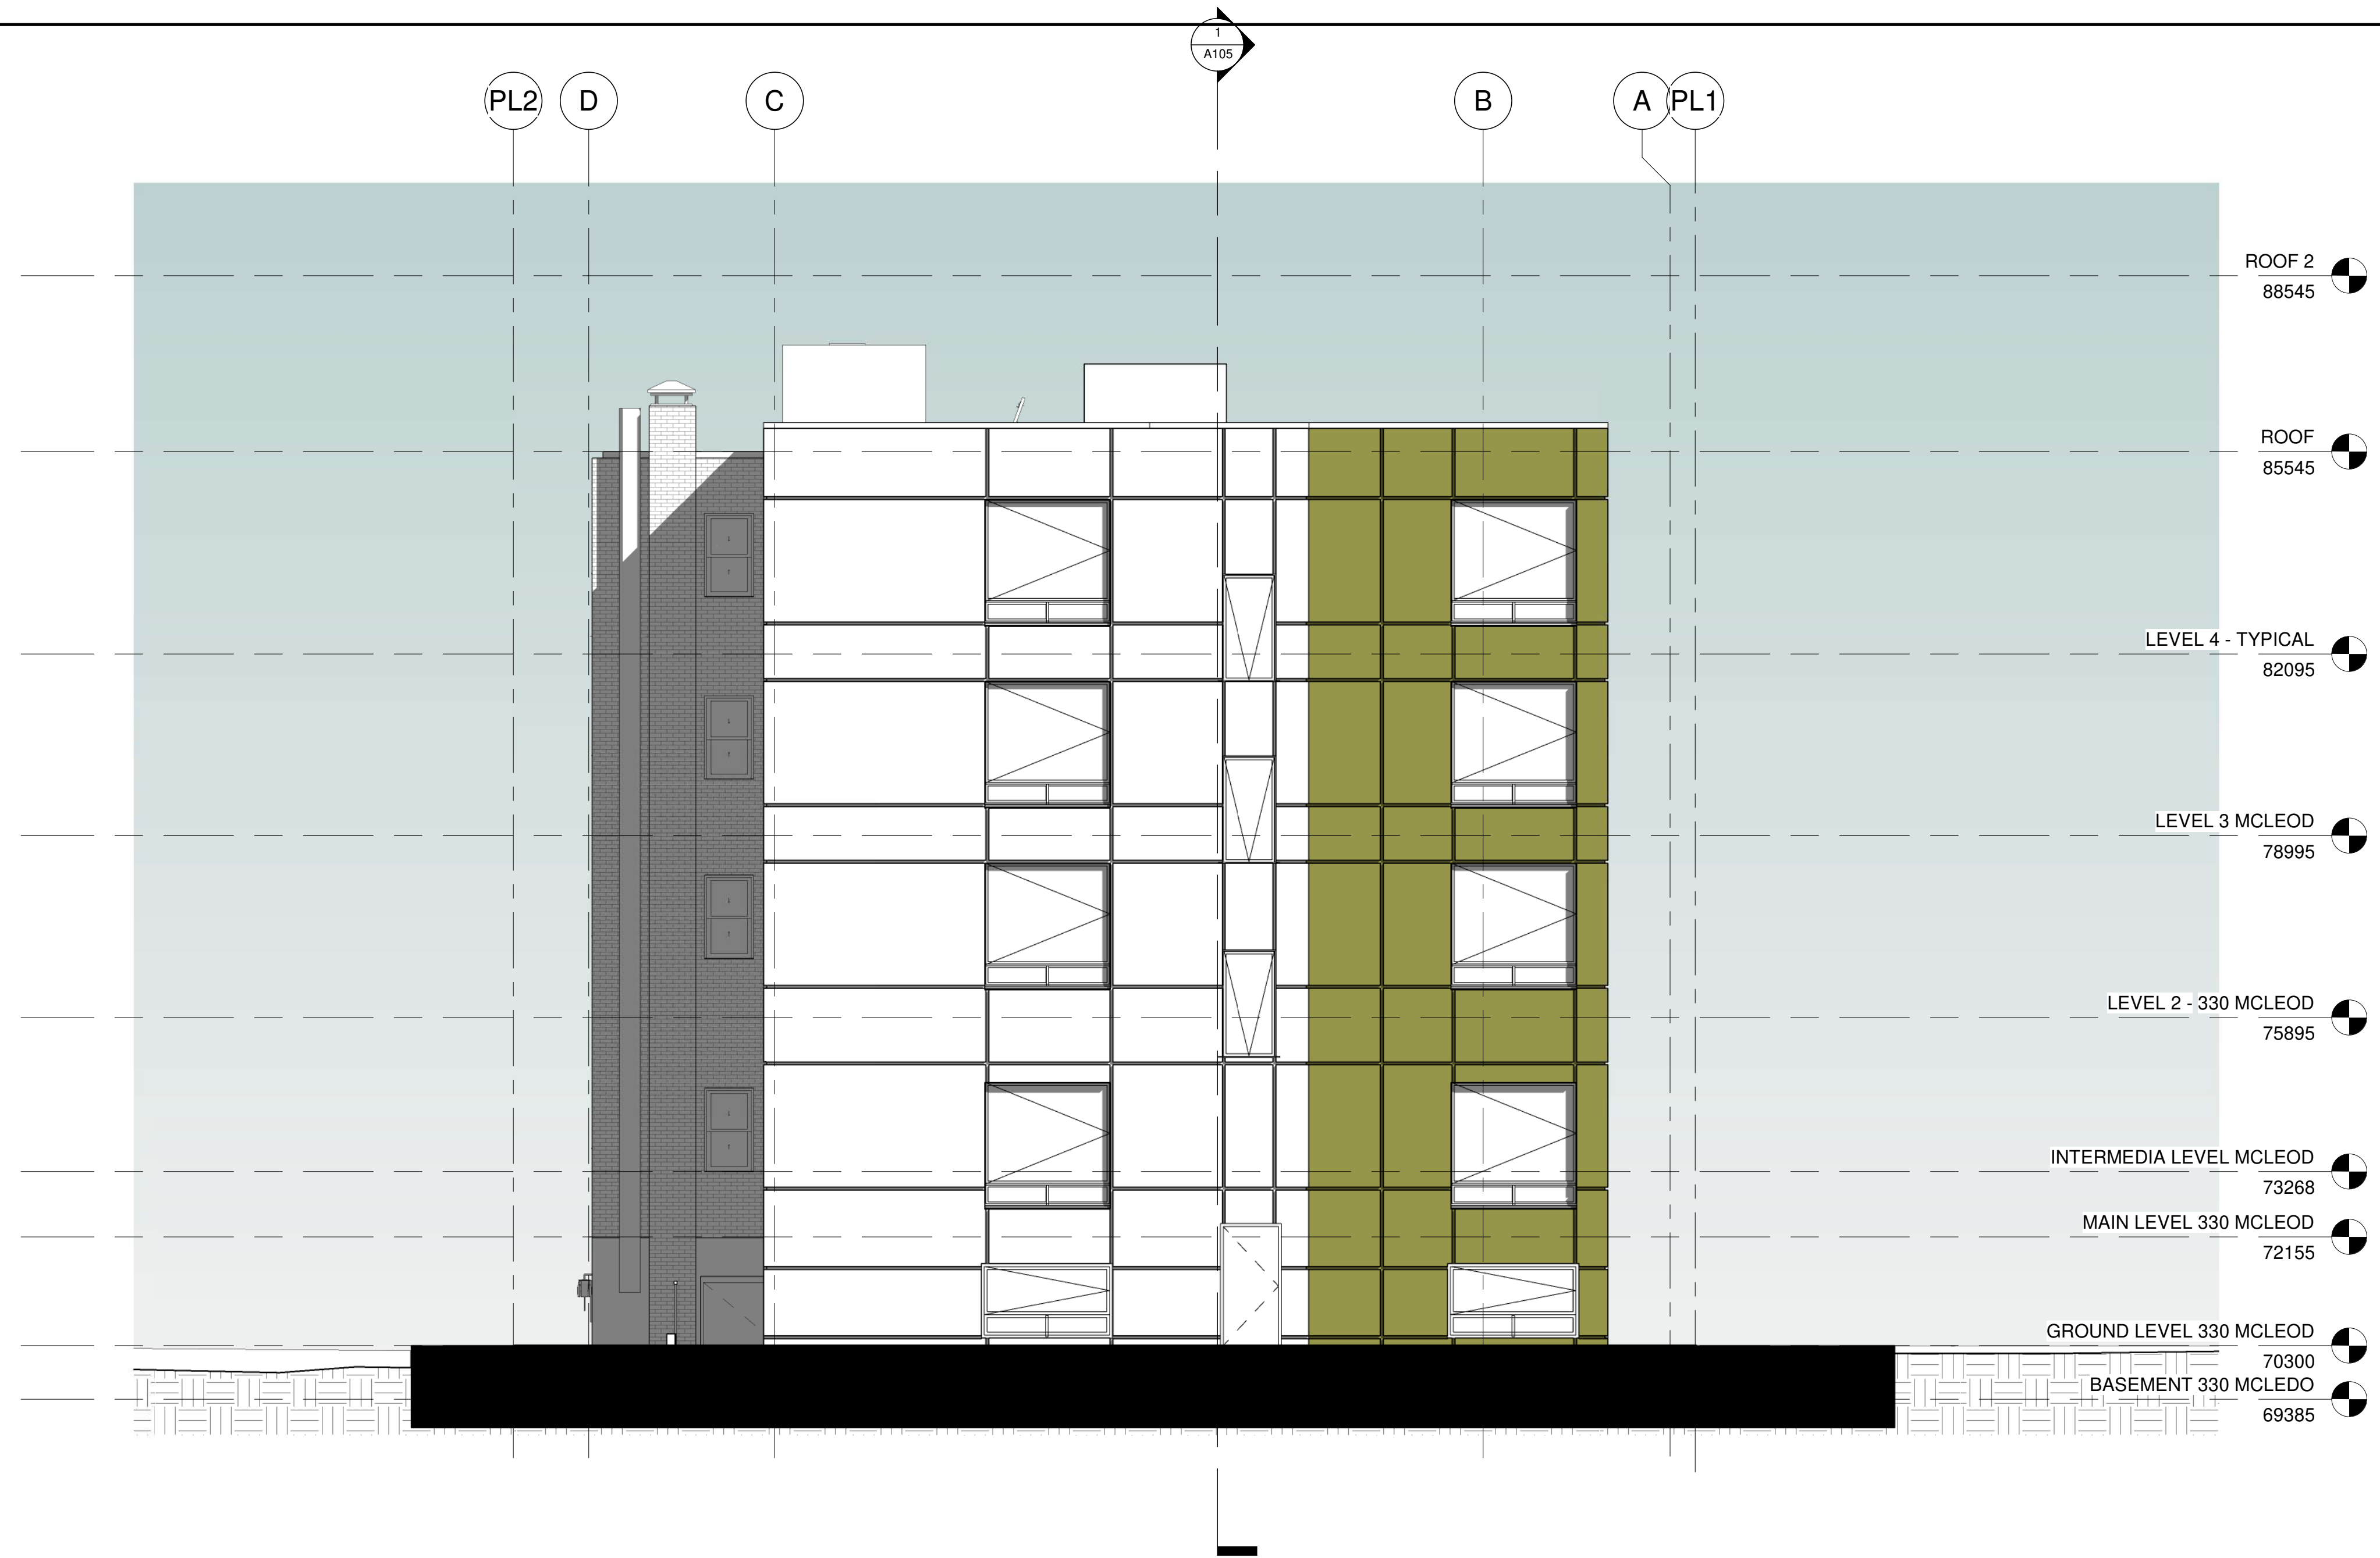 1
A105
PL2
D
C
B
A
PL1
ROOF 2
88545
ROOF
85545
LEVEL 4 - TYPICAL
82095
LEVEL 3 MCLEOD
78995
LEVEL 2 - 330 MCLEOD
75895
INTERMEDIA LEVEL MCLEOD
73268
MAIN LEVEL 330 MCLEOD
72155
GROUND LEVEL 330 MCLEOD
70300
BASEMENT 330 MCLEDO
69385